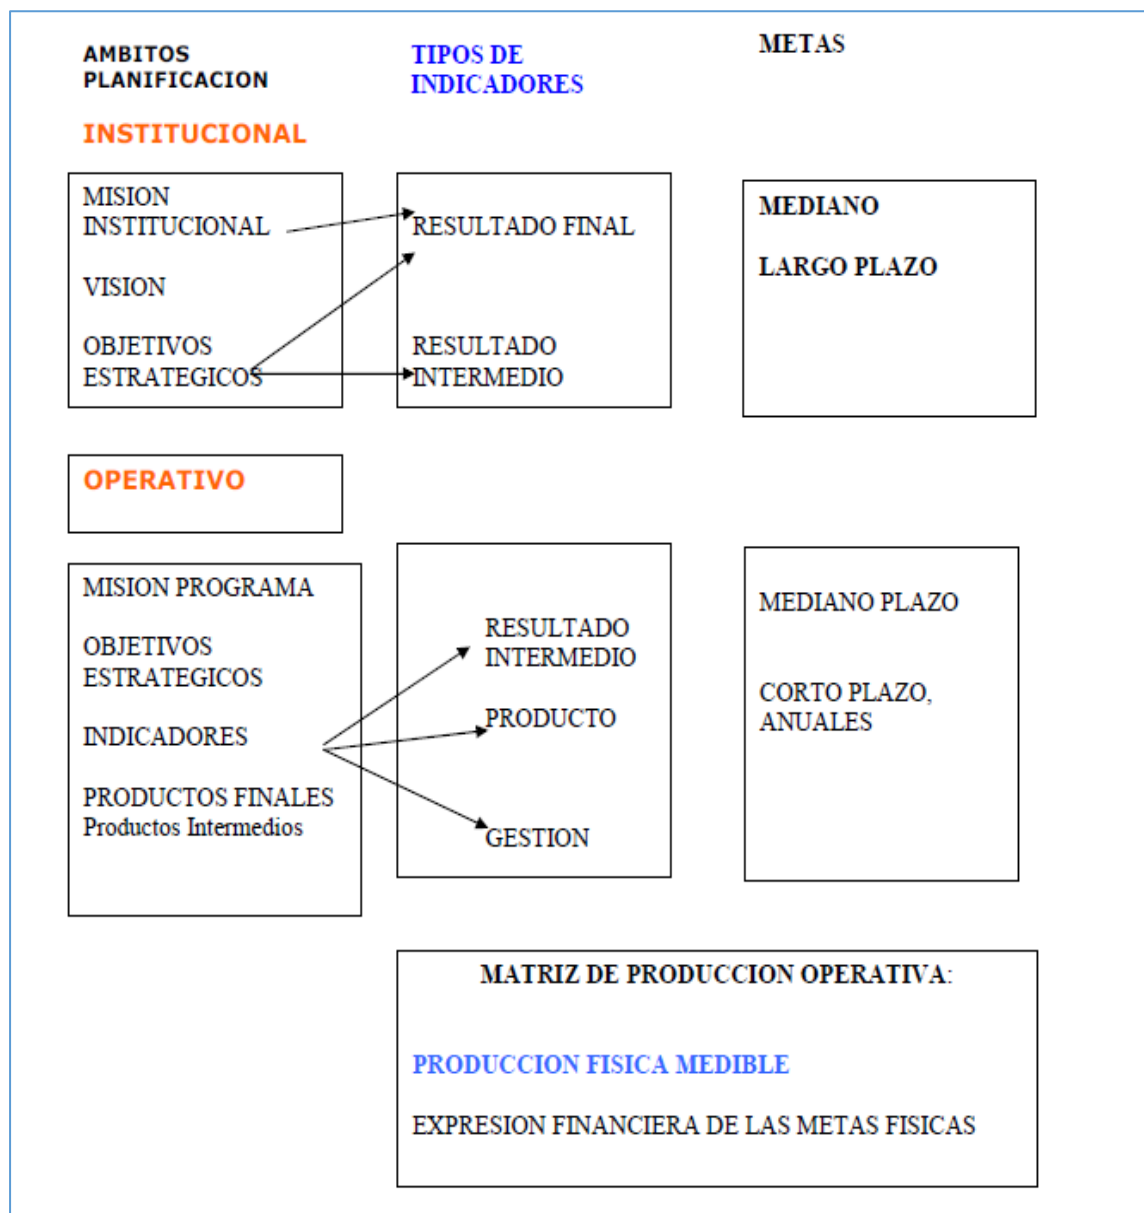 AMBITOS
PLANIFICACION
TIPOS DE
INDICADORES
METAS
INSTITUCIONAL
MISION
INSTITUCIONAL
VISION
OBJETIVOS
ESTRATEGICOS
RESULTADO FINAL
RESULTADO
INTERMEDIO
MEDIANO
LARGO PLAZO
OPERATIVO
MISION PROGRAMA
OBJETIVOS
ESTRATEGICOS
INDICADORES
PRODUCTOS FINALES
Productos Intermedios
RESULTADO
INTERMEDIO
PRODUCTO
GESTION
MEDIANO PLAZO
CORTO PLAZO,
ANUALES
MATRIZ DE PRODUCCION OPERATIVA:
PRODUCCION FISICA MEDIBLE
EXPRESION FINANCIERA DE LAS METAS FISICAS